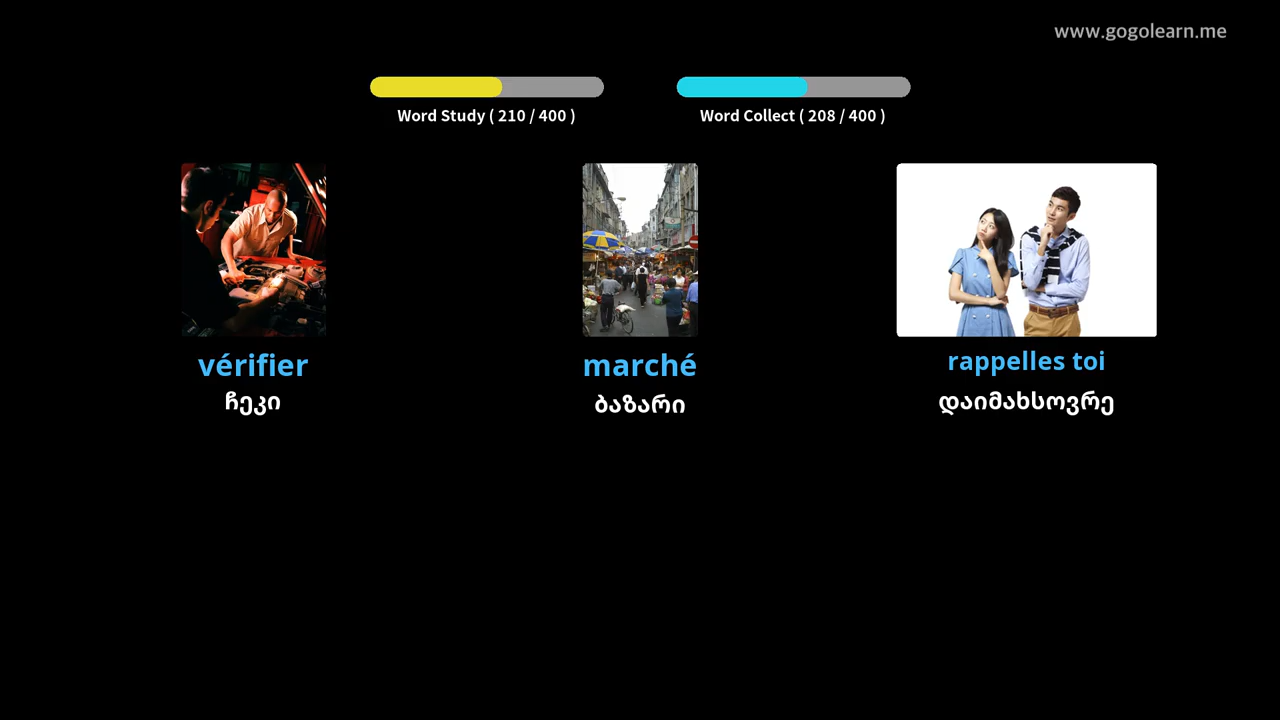 www.gogolearn.me
Word Study ( 210 / 400 )
Word Collect ( 208 / 400 )
vérifier
ჩეკი
marché
ბაზარი
rappelles toi
დაიმახსოვრე